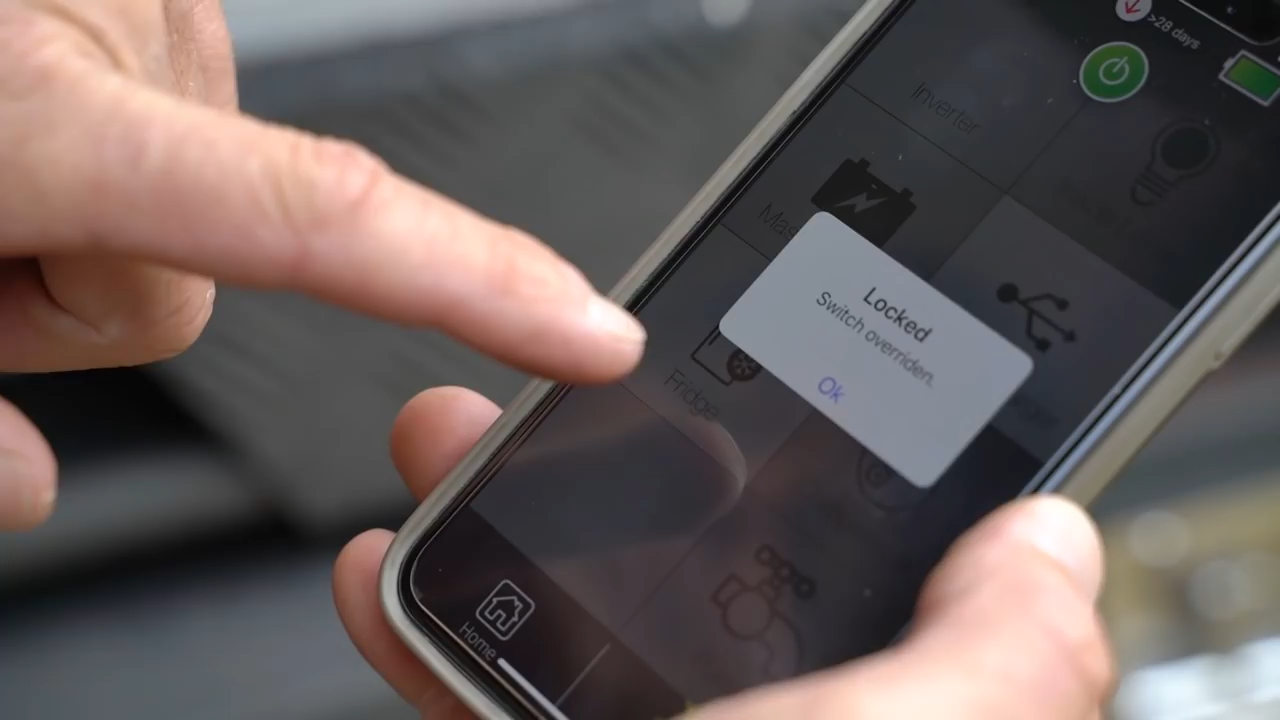 >28 days
Inverter
Mas
Locked
Switch overriden.
Ok
Fridge
Home